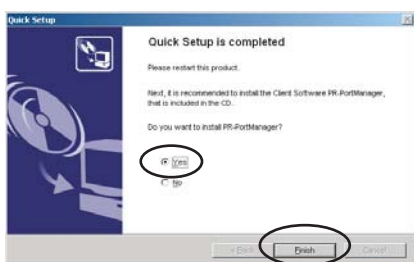 Quick Setup
Quick Setup is completed
Please restart this product.
Next, it is recommended to install the Client Software PR-PortManager,
that is included in the CD.
Do you want to install PR-PortManager?
Yes
No
< Back
Finish
Cancel